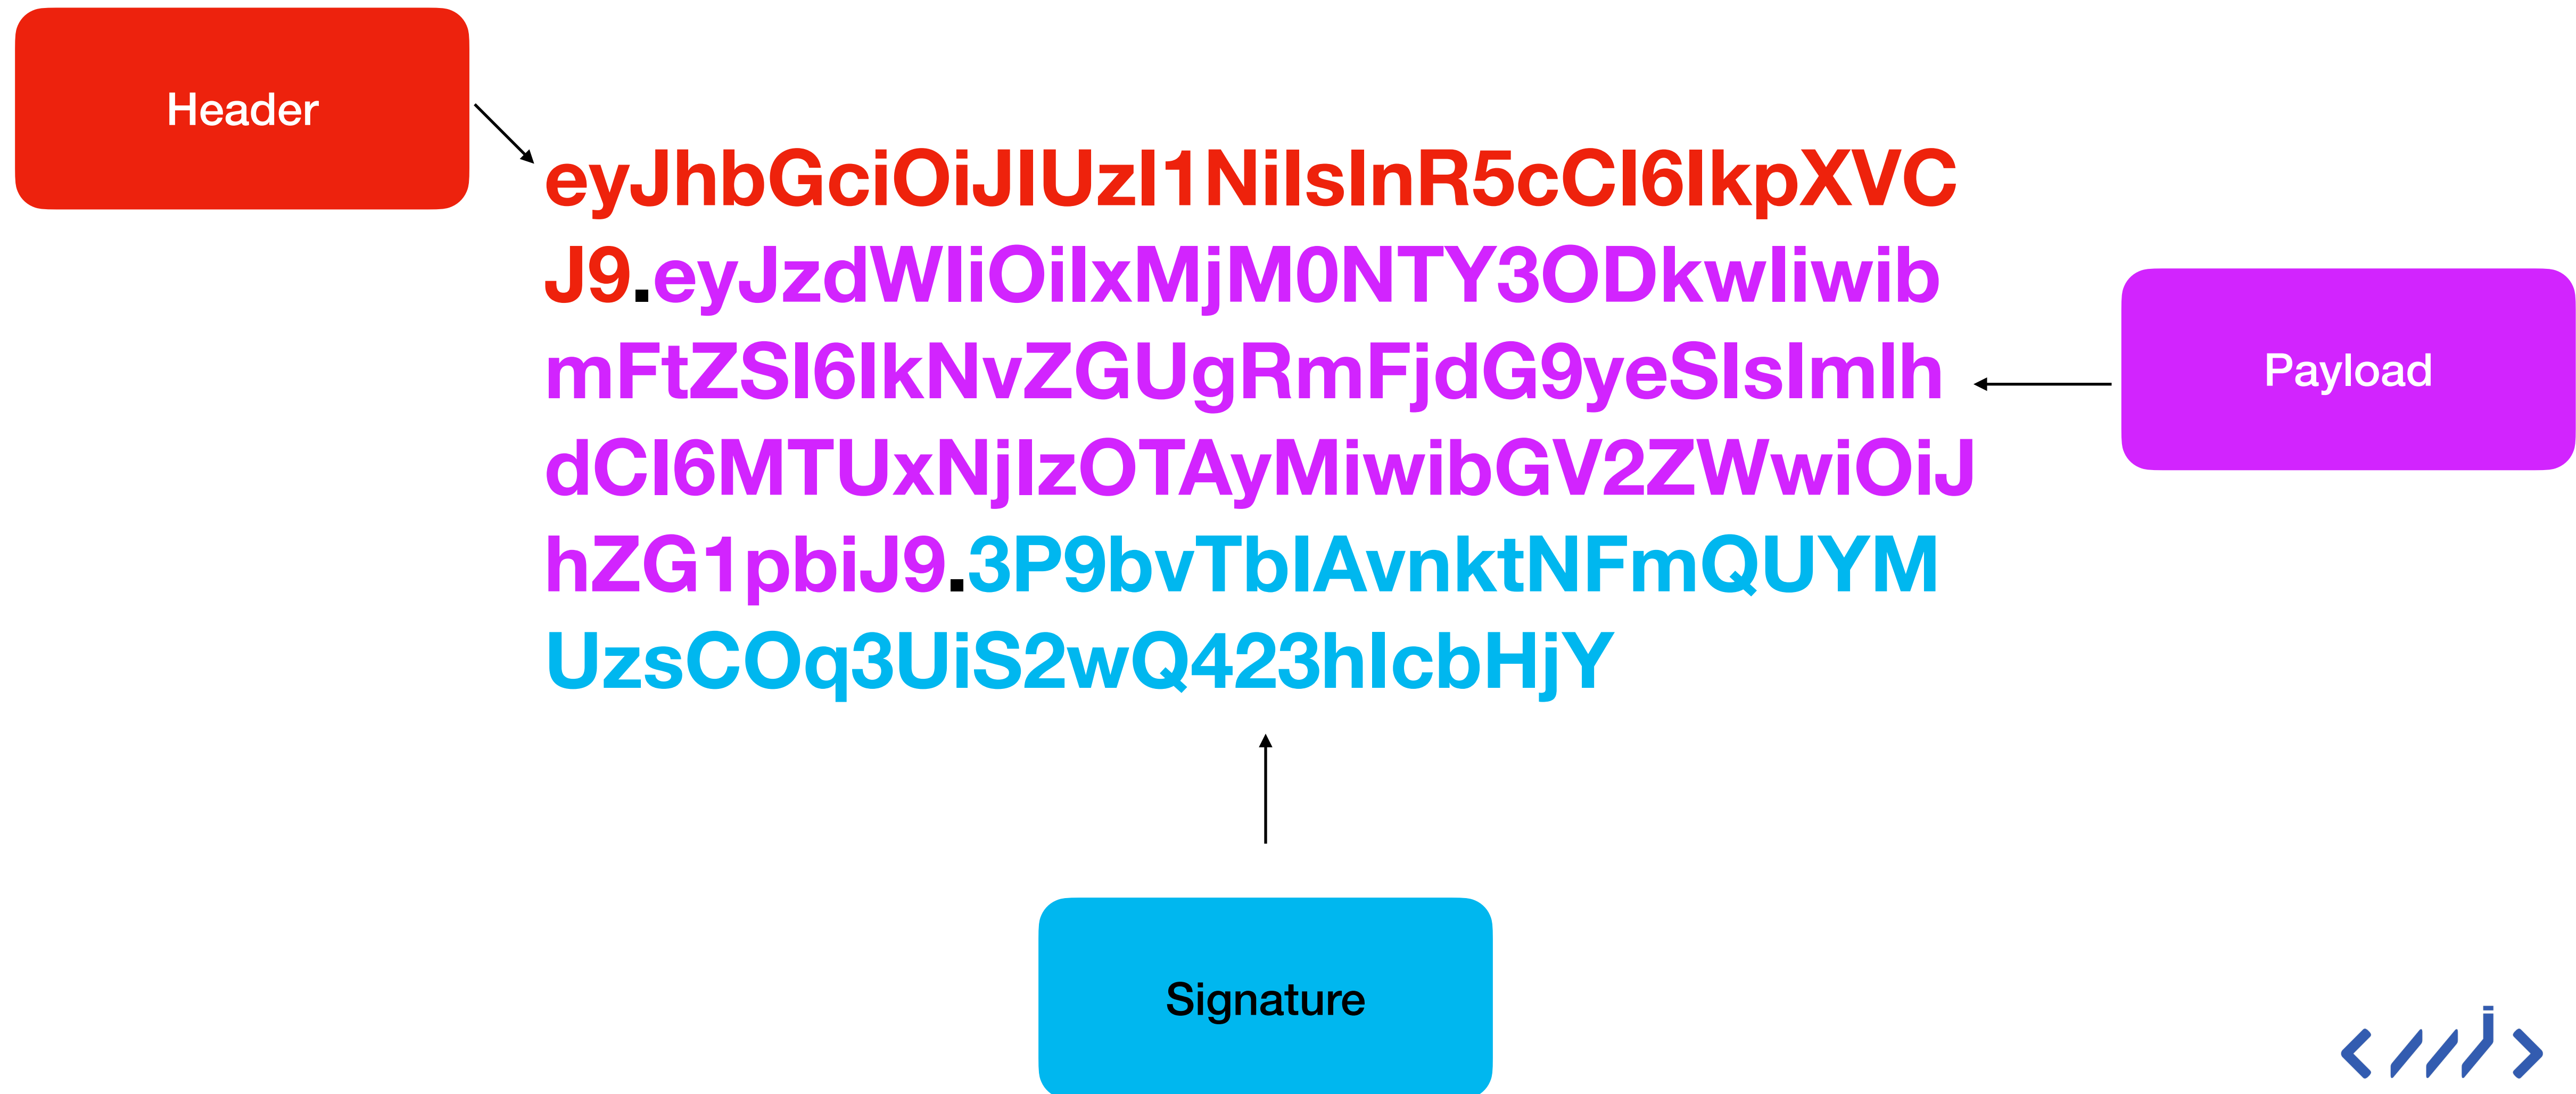 Header
eyJhbGciOiJIUzI1NiIsInR5cCI6IkpXVC
J9.eyJzdWIiOiIxMjM0NTY3ODkwIiwib
mFtZSI6IkNvZGUgRmFjdG9yeSIsImlh
dCI6MTUxNjIzOTAyMiwibGV2ZWwiOiJ
hZG1pbiJ9.3P9bvTbIAvnktNFmQUYM
UzsCOq3UiS2wQ423hIcbHjY
Payload
Signature